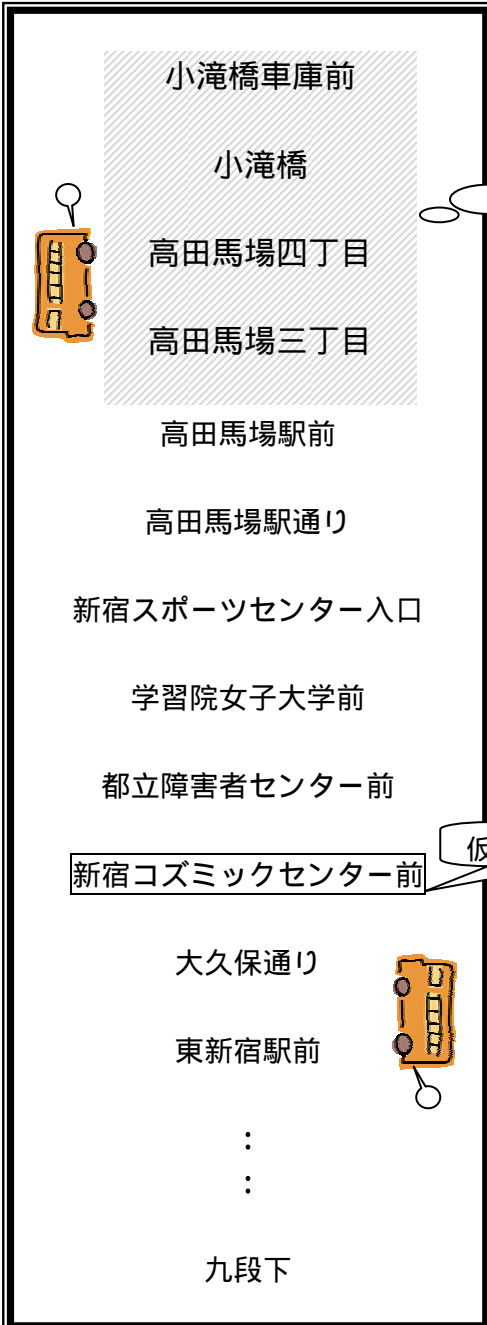 小滝橋車庫前
小滝橋
高田馬場四丁目
高田馬場三丁目
高田馬場駅前
高田馬場駅通り
新宿スポーツセンター入口
学習院女子大学前
都立障害者センター前
新宿コズミックセンター前
仮
大久保通り
東新宿駅前
：
：
九段下